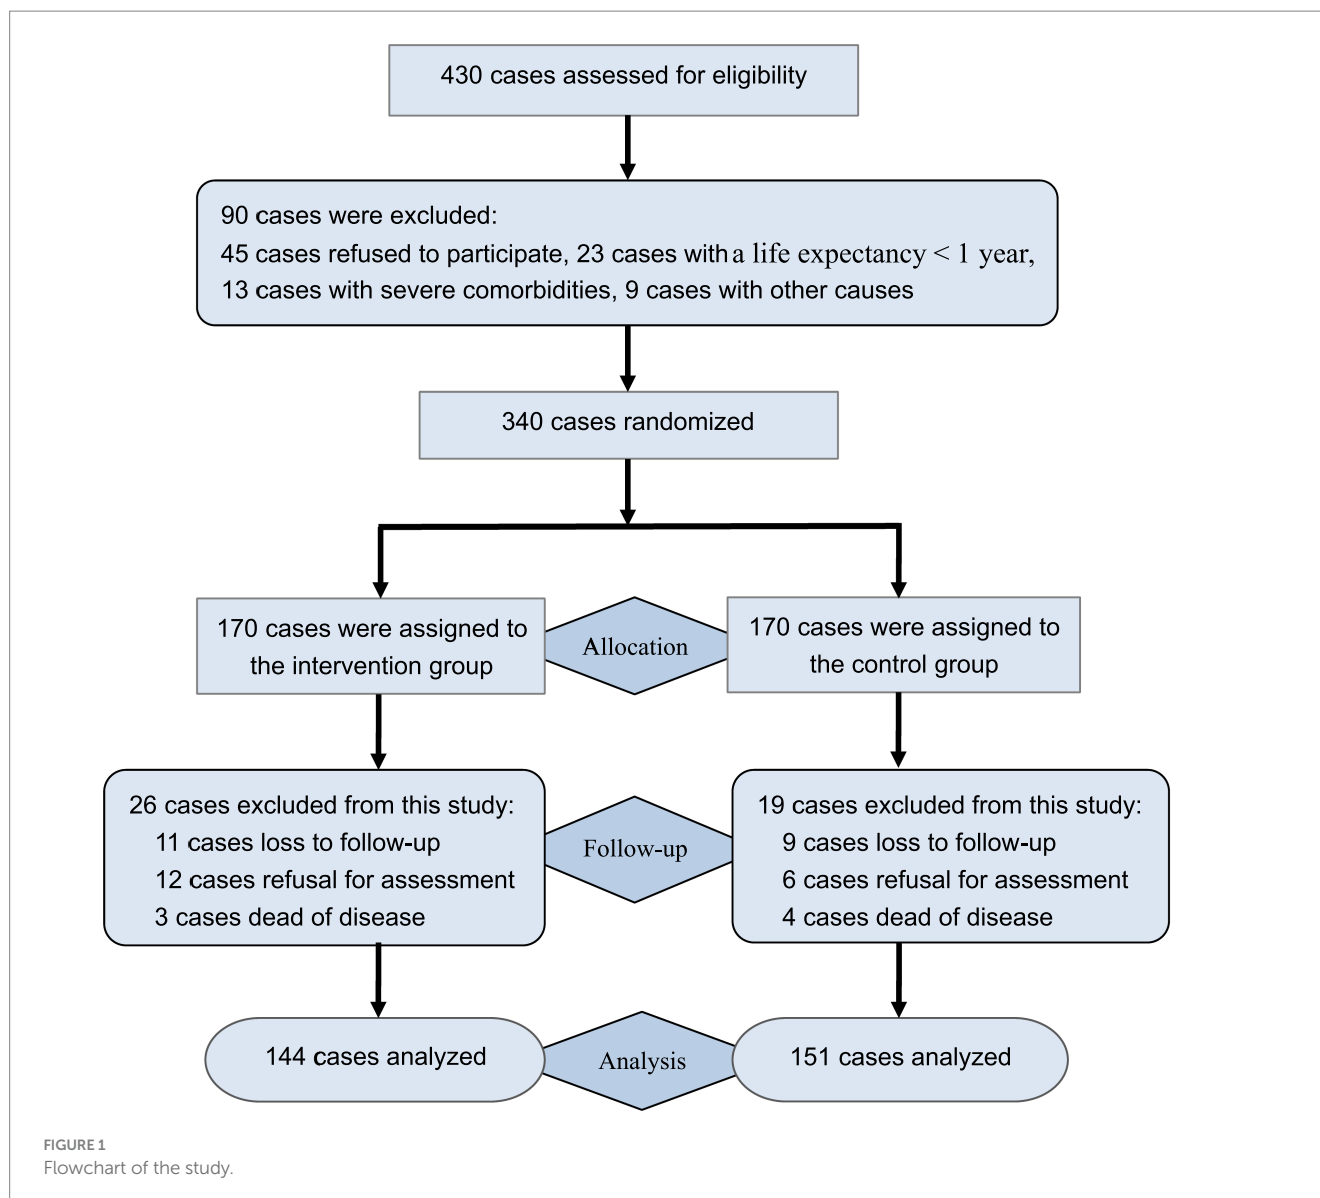 430 cases assessed for eligibility
90 cases were excluded:
45 cases refused to participate, 23 cases with a life expectancy < 1 year,
13 cases with severe comorbidities, 9 cases with other causes
340 cases randomized
170 cases were assigned to
the intervention group
Allocation
170 cases were assigned to
the control group
26 cases excluded from this study:
11 cases loss to follow-up
12 cases refusal for assessment
3 cases dead of disease
Follow-up
19 cases excluded from this study:
9 cases loss to follow-up
6 cases refusal for assessment
4 cases dead of disease
144 cases analyzed
Analysis
151 cases analyzed
FIGURE 1
Flowchart of the study.